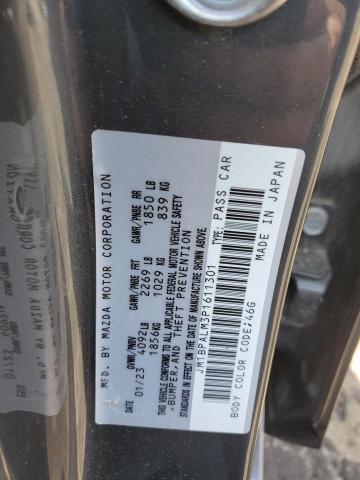 MFD. BY MAZDA MOTOR CORPORATION
GVWR/PNBV GAWR/PNBE FRT GAWR/PNBE RR
01/23 4092LB 2269 LB 1850 LB
1856KG 1029 KG 839 KG
THIS VEHICLE CONFORMS TO ALL APPLICABLE FEDERAL MOTOR VEHICLE SAFETY
,BUMPER,AND THEFT PREVENTION
STANDARDS IN EFFECT ON THE DATE OF MANUFACTURE SHOWN ABOVE.
JM1BPALM3P1611301 TYPE: PASS CAR
BODY COLOR CODE;46G MADE IN JAPAN